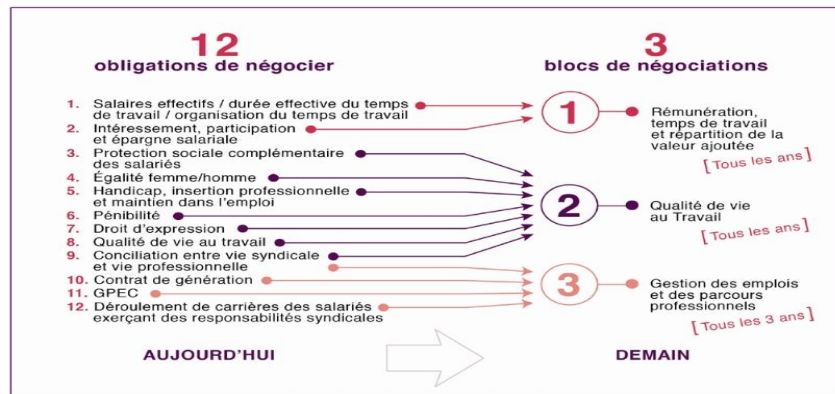 12
obligations de négocier
1. Salaires effectifs / durée effective du temps
de travail / organisation du temps de travail
2. Intéressement, participation
et épargne salariale
3. Protection sociale complémentaire
des salariés
4. Égalité femme/homme
5. Handicap, insertion professionnelle
et maintien dans l'emploi
6. Pénibilité
7. Droit d'expression
8. Qualité de vie au travail
9. Conciliation entre vie syndicale
et vie professionnelle
10. Contrat de génération
11. GPEC
12. Déroulement de carrières des salariés
exerçant des responsabilités syndicales
AUJOURD'HUI
3
blocs de négociations
1
Rémunération,
temps de travail
et répartition de la
valeur ajoutée
[Tous les ans]
2
Qualité de vie
au Travail
[Tous les ans]
3
Gestion des emplois
et des parcours
professionnels
[Tous les 3 ans]
DEMAIN